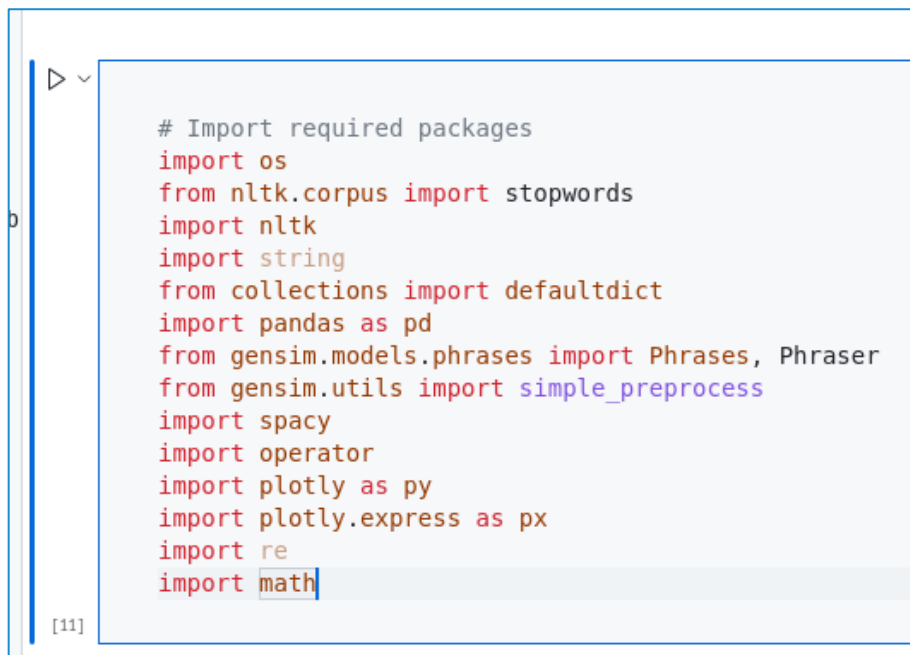 # Import required packages
import os
from nltk.corpus import stopwords
import nltk
import string
from collections import defaultdict
import pandas as pd
from gensim.models.phrases import Phrases, Phraser
from gensim.utils import simple_preprocess
import spacy
import operator
import plotly as py
import plotly.express as px
import re
import math
[11]